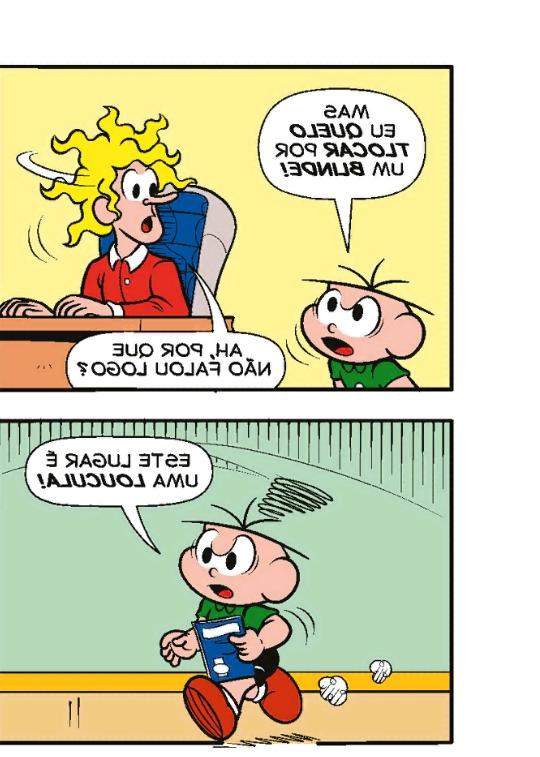 MAS
EU QUELO
TLOCAR POR
UM BLINDE!
AH, POR QUE
NÃO FALOU LOGO?
ESTE LUGAR É
UMA LOUCULA!